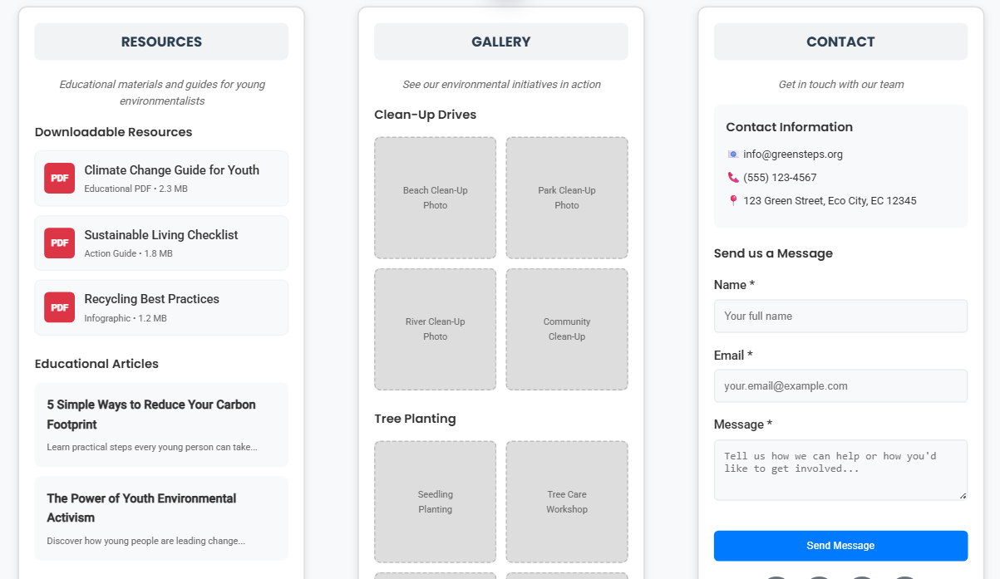 RESOURCES
Educational materials and guides for young
environmentalists
Downloadable Resources
PDF
Climate Change Guide for Youth
Educational PDF • 2.3 MB
PDF
Sustainable Living Checklist
Action Guide • 1.8 MB
PDF
Recycling Best Practices
Infographic • 1.2 MB
Educational Articles
5 Simple Ways to Reduce Your Carbon
Footprint
Learn practical steps every young person can take...
The Power of Youth Environmental
Activism
Discover how young people are leading change...
GALLERY
See our environmental initiatives in action
Clean-Up Drives
Beach Clean-Up
Photo
Park Clean-Up
Photo
River Clean-Up
Photo
Community
Clean-Up
Tree Planting
Seedling
Planting
Tree Care
Workshop
CONTACT
Get in touch with our team
Contact Information
info@greensteps.org
(555) 123-4567
123 Green Street, Eco City, EC 12345
Send us a Message
Name *
Your full name
Email *
your.email@example.com
Message *
Tell us how we can help or how you'd
like to get involved...
Send Message